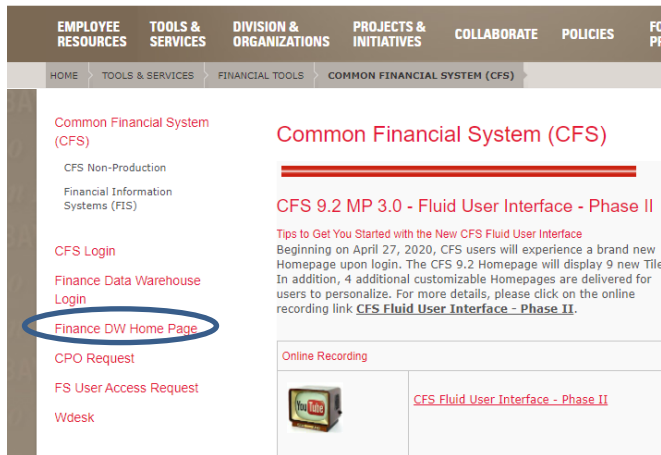 EMPLOYEE RESOURCES
TOOLS & SERVICES
DIVISION & ORGANIZATIONS
PROJECTS & INITIATIVES
COLLABORATE
POLICIES
HOME
TOOLS & SERVICES
FINANCIAL TOOLS
COMMON FINANCIAL SYSTEM (CFS)
Common Financial System
(CFS)
CFS Non-Production
Financial Information
Systems (FIS)
CFS Login
Finance Data Warehouse
Login
Finance DW Home Page
CPO Request
FS User Access Request
Wdesk
Common Financial System (CFS)
CFS 9.2 MP 3.0 - Fluid User Interface - Phase II
Tips to Get You Started with the New CFS Fluid User Interface
Beginning on April 27, 2020, CFS users will experience a brand new
Homepage upon login. The CFS 9.2 Homepage will display 9 new Tile
In addition, 4 additional customizable Homepages are delivered for
users to personalize. For more details, please click on the online
recording link CFS Fluid User Interface - Phase II.
Online Recording
You Tube
CFS Fluid User Interface - Phase II